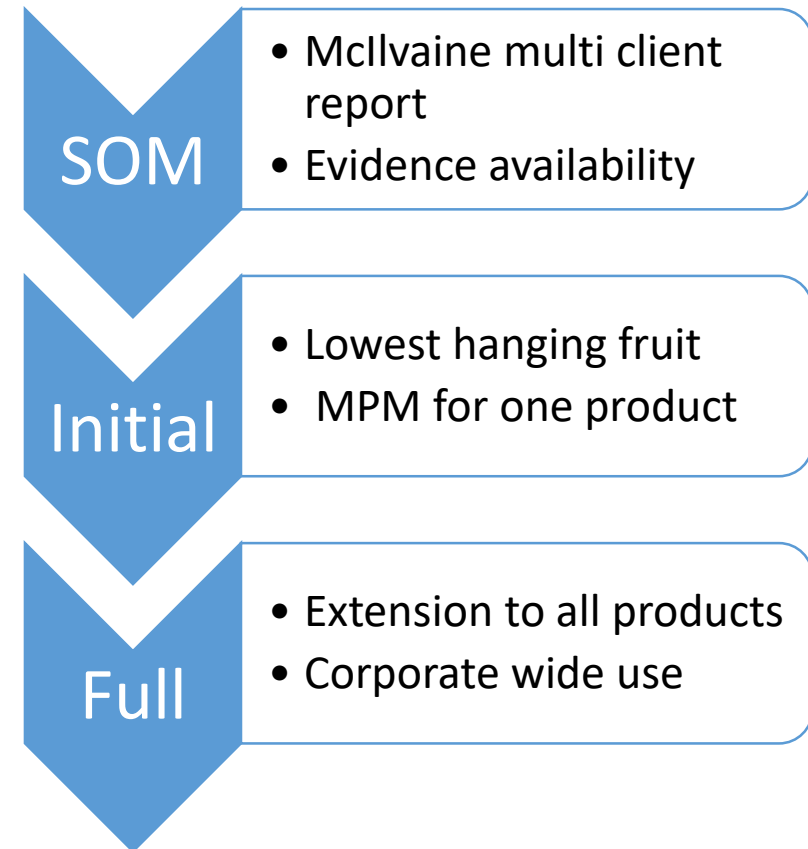 SOM
• McIlvaine multi client
report
• Evidence availability
Initial
• Lowest hanging fruit
• MPM for one product
Full
• Extension to all products
• Corporate wide use